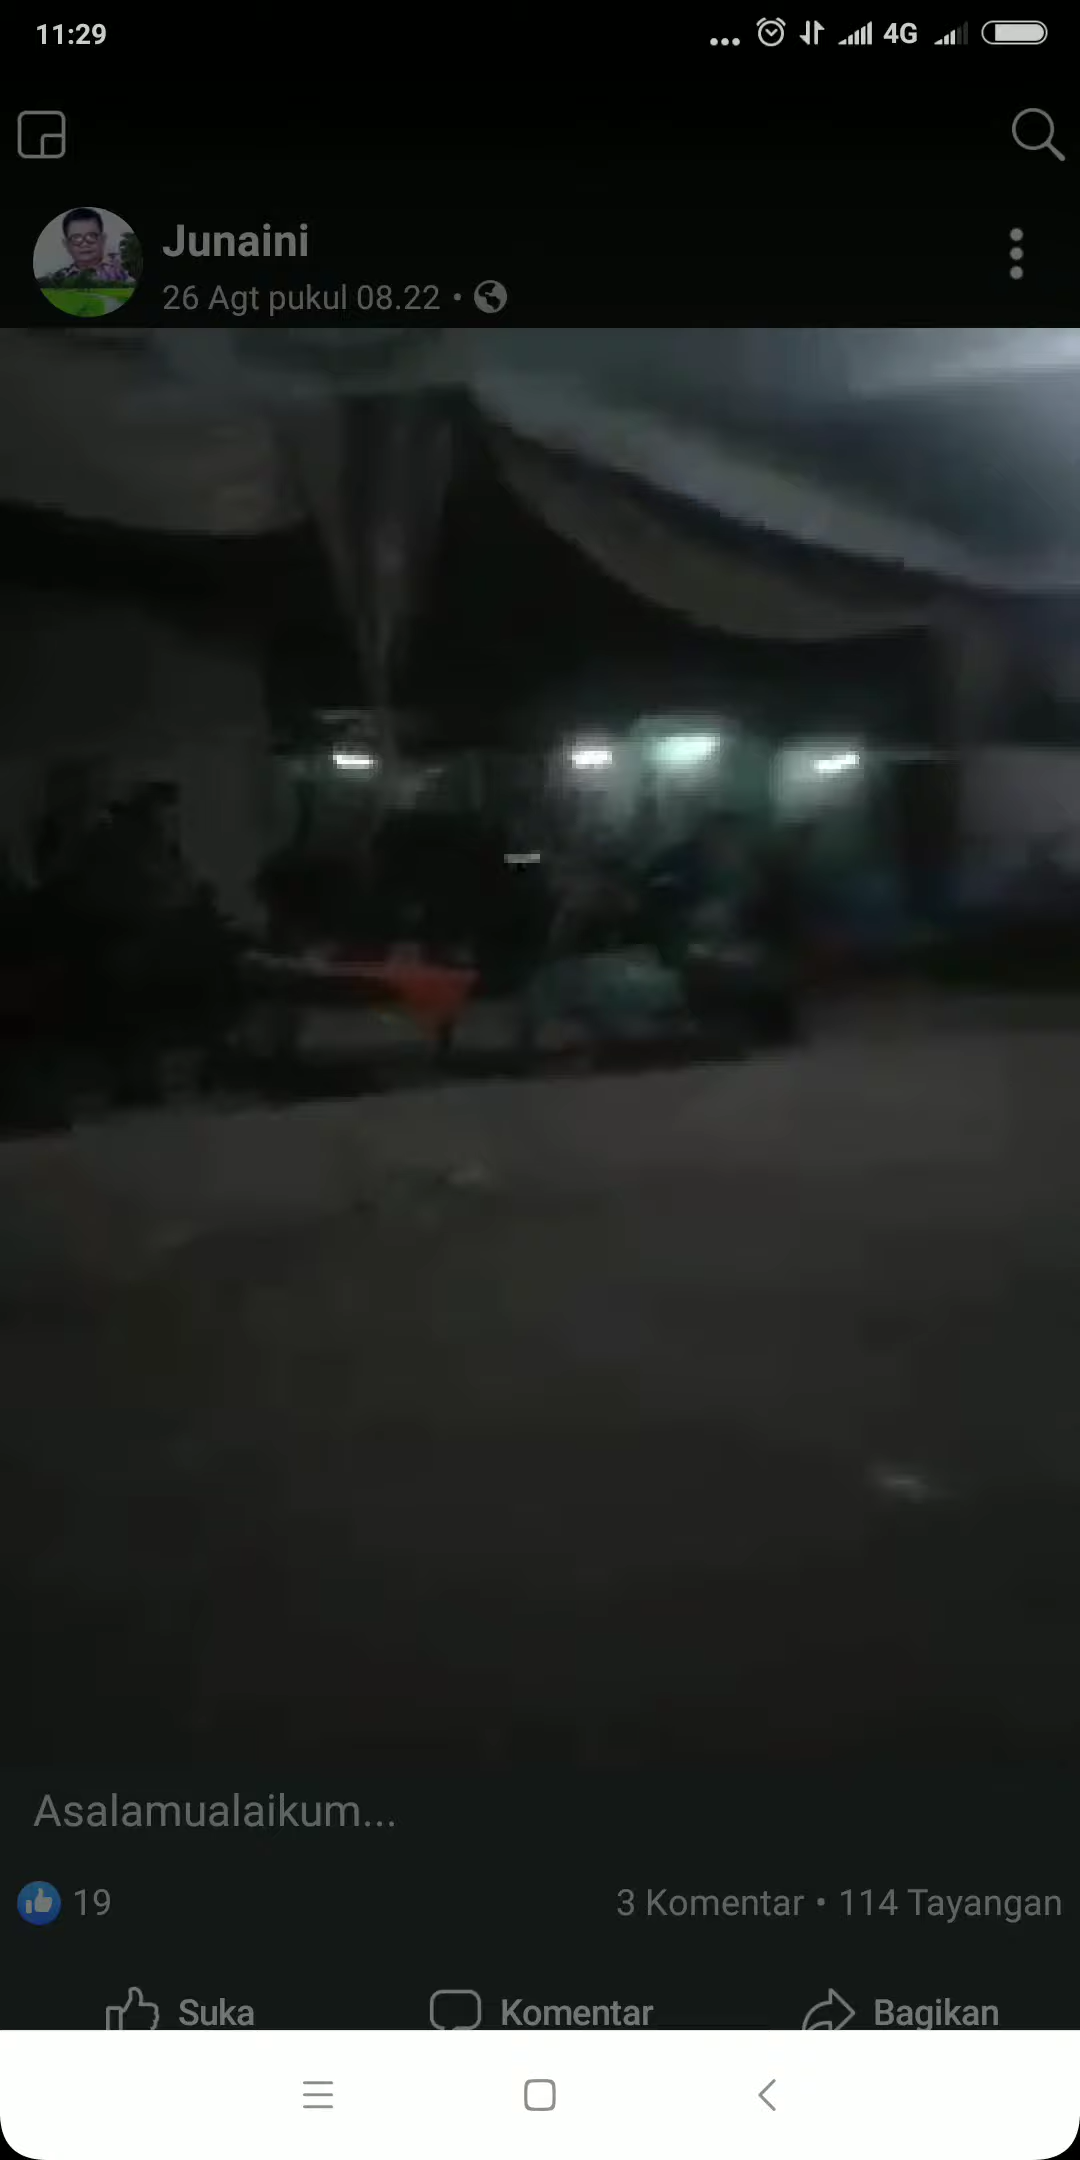 11:29
4G
Junaini
26 Agt pukul 08.22 •
Asalamualaikum...
19
3 Komentar • 114 Tayangan
Suka
Komentar
Bagikan